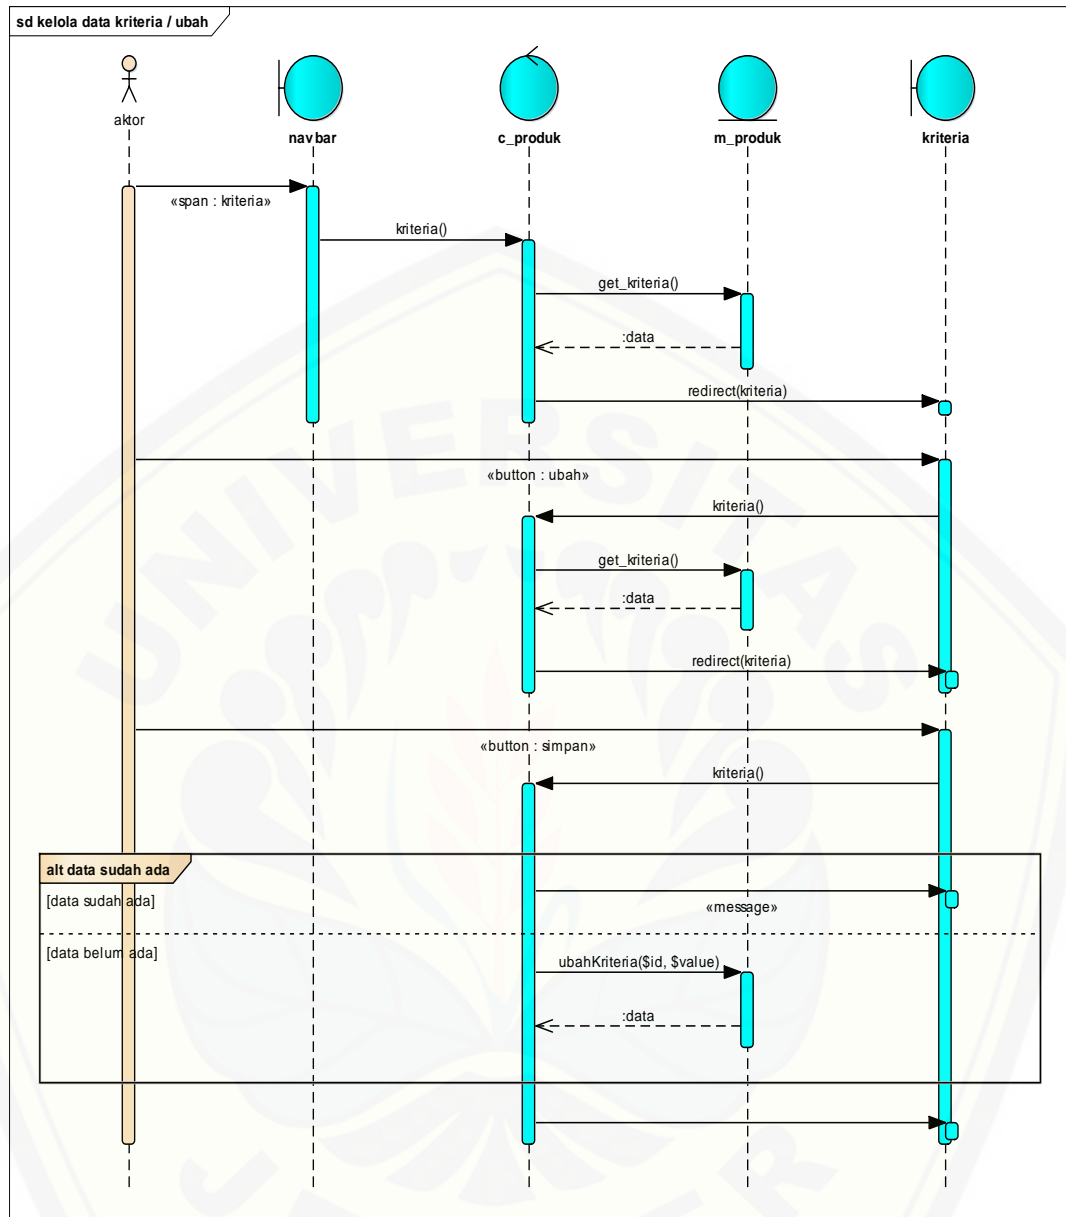 sd kelola data kriteria / ubah
aktor
navbar
c_produk
m_produk
kriteria
«span : kriteria»
kriteria()
get_kriteria()
:data
redirect(kriteria)
«button : ubah»
kriteria()
get_kriteria()
:data
redirect(kriteria)
«button : simpan»
kriteria()
alt data sudah ada
[data sudah ada]
«message»
[data belum ada]
ubahKriteria($id, $value)
:data
UNIVERSITAS